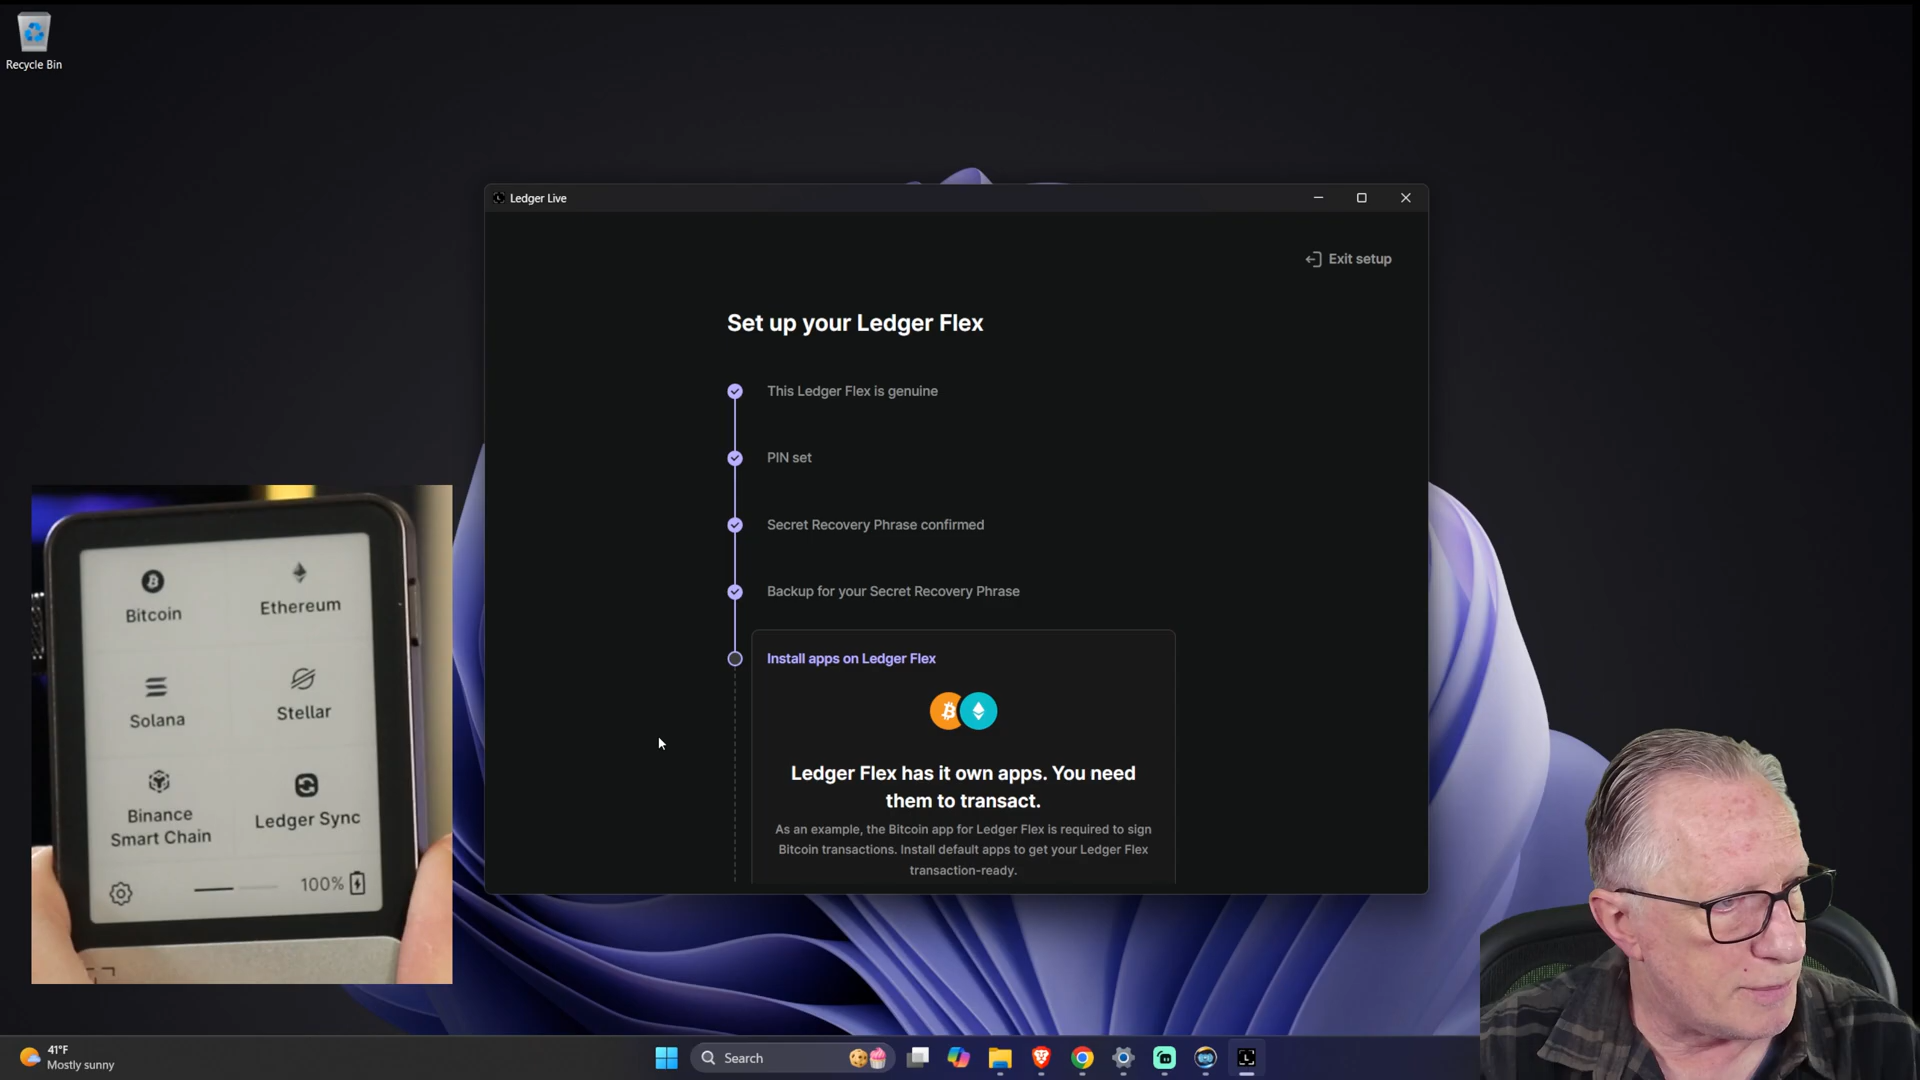 Recycle Bin
Ledger Live
Exit setup
Set up your Ledger Flex
This Ledger Flex is genuine
PIN set
Secret Recovery Phrase confirmed
Backup for your Secret Recovery Phrase
Install apps on Ledger Flex
Ledger Flex has it own apps. You need
them to transact.
As an example, the Bitcoin app for Ledger Flex is required to sign
Bitcoin transactions. Install default apps to get your Ledger Flex
transaction-ready.
Bitcoin
Ethereum
Solana
Stellar
Binance
Smart Chain
Ledger Sync
100%
41°F
Mostly sunny
Search